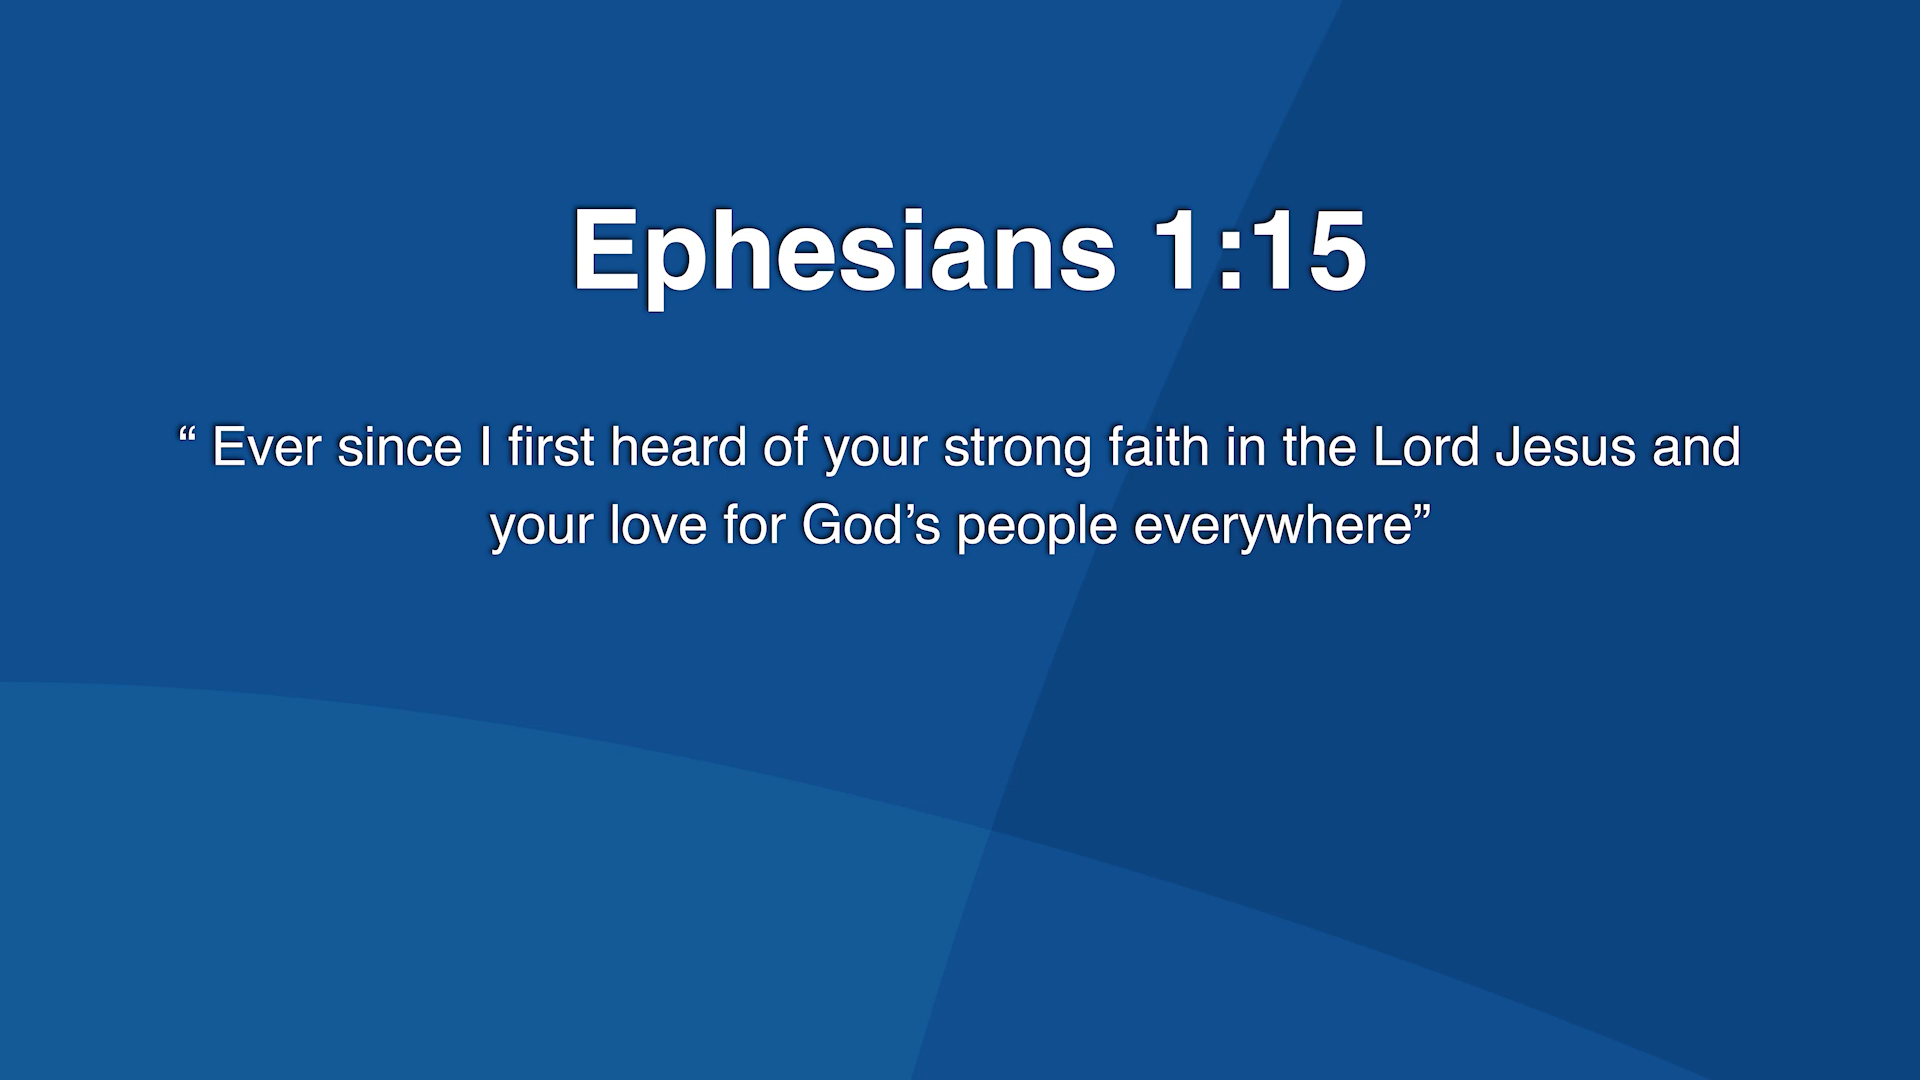 Ephesians 1:15
“ Ever since I first heard of your strong faith in the Lord Jesus and
your love for God’s people everywhere”